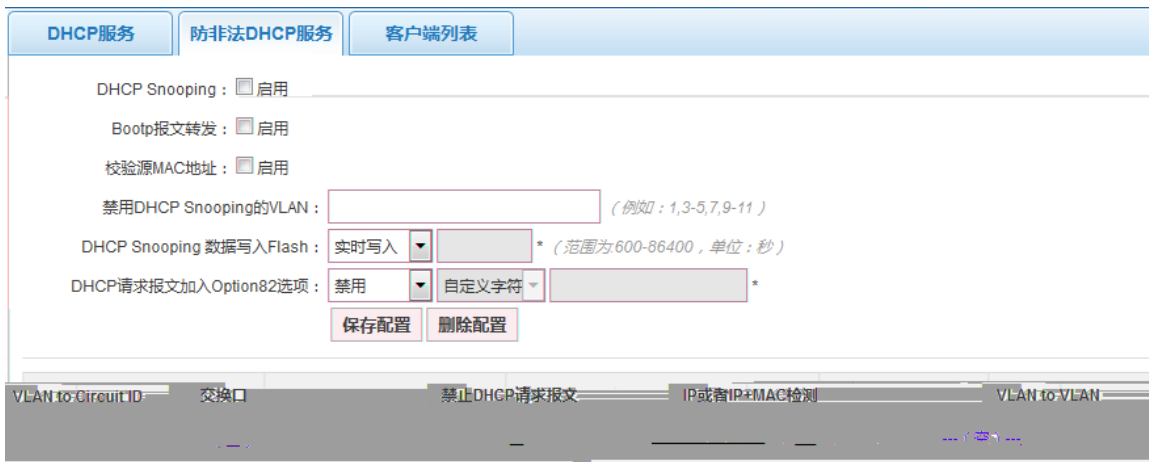 DHCP服务 防非法DHCP服务 客户端列表
DHCP Snooping： 启用
Bootp报文转发： 启用
校验源MAC地址： 启用
禁用DHCP Snooping的VLAN： （例如：1,3-5,7,9-11）
DHCP Snooping 数据写入Flash： 实时写入 *（范围为:600-86400，单位：秒）
DHCP请求报文加入Option82选项： 禁用 自定义字符 *
保存配置 删除配置
VLAN to Circuit ID 交换口 禁止DHCP请求报文 IP或者IP+MAC检测 VLAN to VLAN